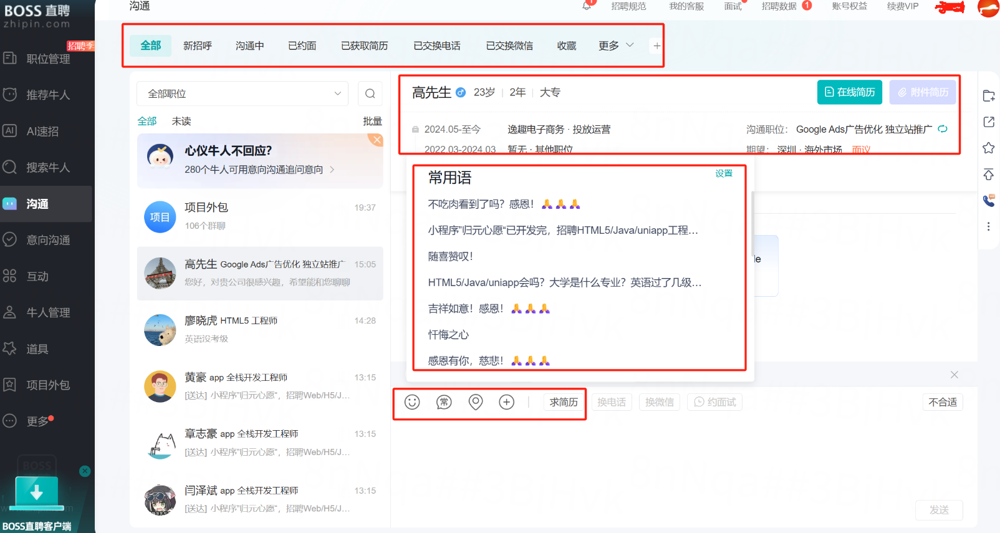 BOSS 直聘
zhipin.com
招聘季
职位管理
推荐牛人
AI速招
搜索牛人
沟通
意向沟通
互动
牛人管理
道具
项目外包
更多
BOSS直聘客户端
沟通
1
招聘规范
我的客服
面试
招聘数据
1
账号权益
续费VIP
全部 新招呼 沟通中 已约面 已获取简历 已交换电话 已交换微信 收藏 更多
全部职位
全部 未读 批量
心仪牛人不回应？
280个牛人可用意向沟通追问意向
项目
项目外包 19:37
106个群聊
高先生 Google Ads广告优化 独立站推广 15:05
您好，对贵公司很感兴趣，希望能和您聊聊
廖晓虎 HTML5 工程师 14:28
英语没考级
黄豪 app 全栈开发工程师 13:15
[送达] 小程序”归元心愿“，招聘Web/H5/J...
章志豪 app 全栈开发工程师 13:15
[送达] 小程序”归元心愿“，招聘Web/H5/J...
闫泽斌 app 全栈开发工程师 13:15
[送达] 小程序”归元心愿“，招聘Web/H5/J...
高先生 23岁 2年 大专
在线简历 附件简历
2024.05-至今 逸趣电子商务 · 投放运营
沟通职位： Google Ads广告优化 独立站推广
2022.03-2024.03 暂无 · 其他职位
期望： 深圳 · 海外市场 面议
常用语 设置
不吃肉看到了吗？感恩！🙏🙏🙏
小程序”归元心愿“已开发完，招聘HTML5/Java/uniapp工程...
随喜赞叹！
HTML5/Java/uniapp会吗？大学是什么专业？英语过了几级...
吉祥如意！感恩！🙏🙏🙏
忏悔之心
感恩有你，慈悲！🙏🙏🙏
le
常
求简历 换电话 换微信 约面试 不合适
发送